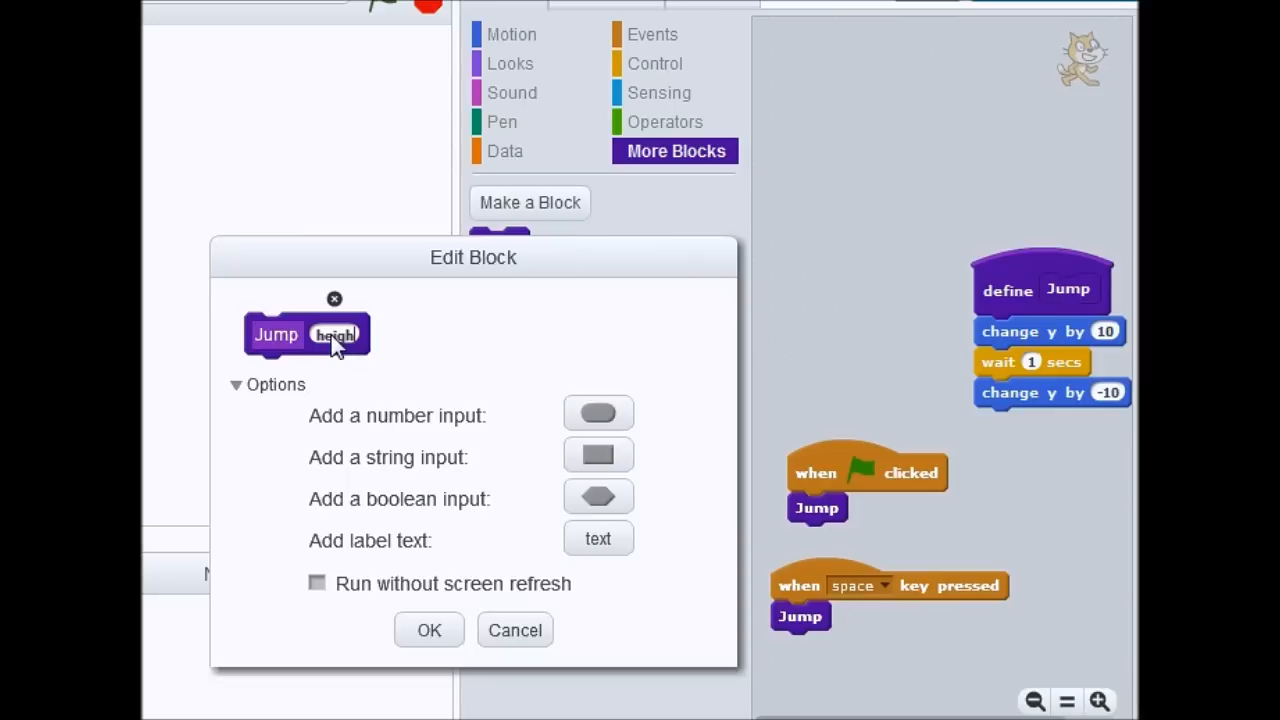 Motion
Looks
Sound
Pen
Data
Events
Control
Sensing
Operators
More Blocks
Make a Block
Edit Block
Jump heigh
Options
Add a number input:
Add a string input:
Add a boolean input:
Add label text: text
Run without screen refresh
OK Cancel
define Jump
change y by 10
wait 1 secs
change y by -10
when clicked
Jump
when space key pressed
Jump